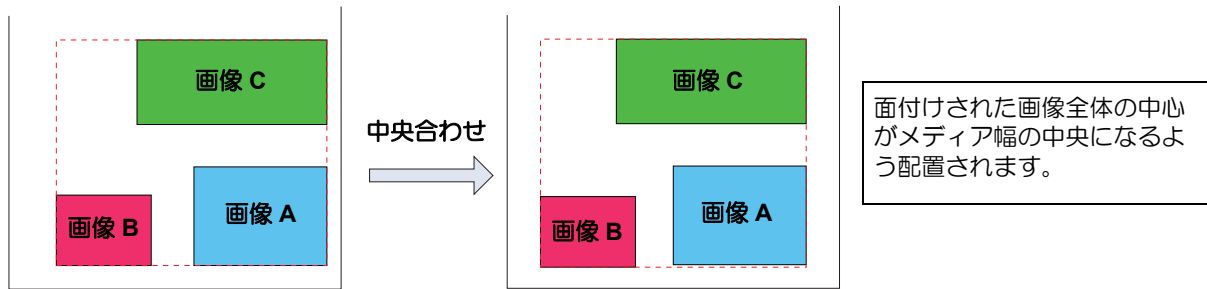 画像 C
画像 B
画像 A
中央合わせ
画像 C
画像 B
画像 A
面付けされた画像全体の中心
がメディア幅の中央になるよ
う配置されます。